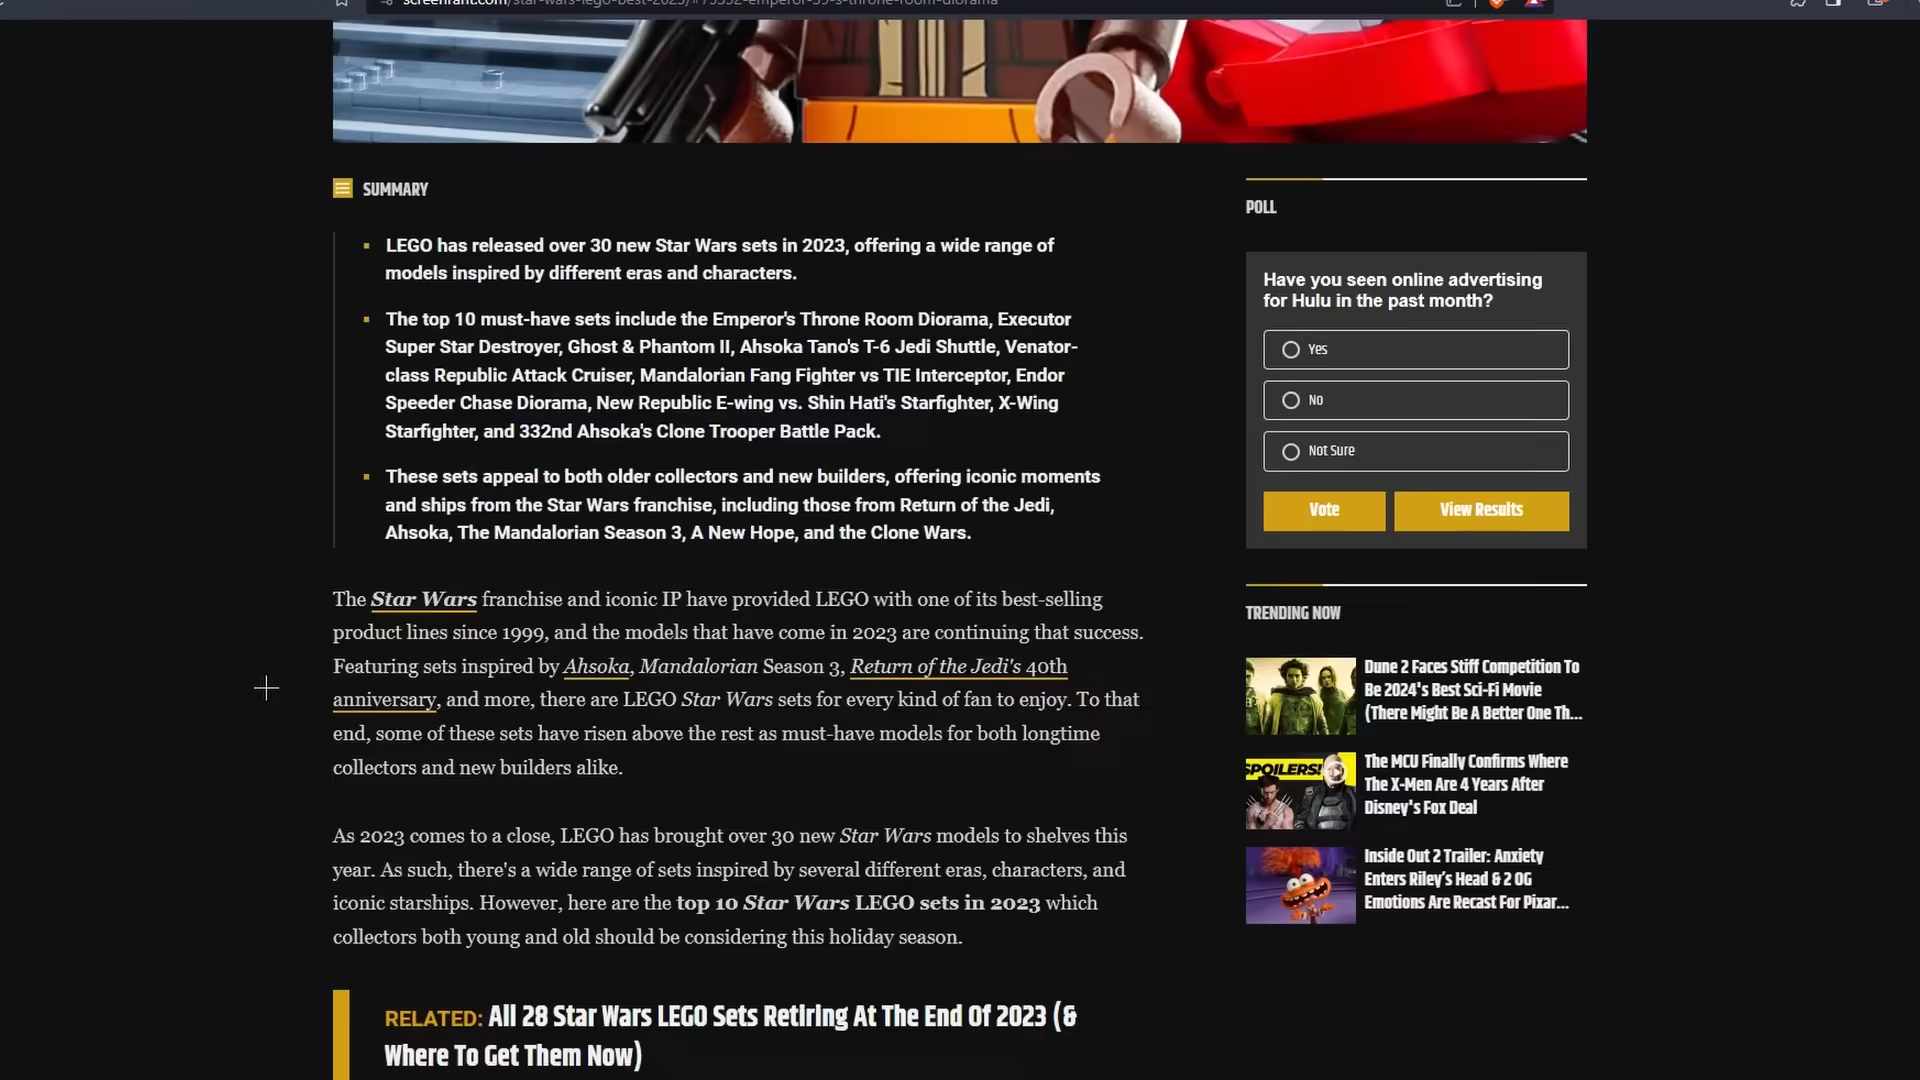 screenrant.com/star-wars-lego-best-2023/#75352-emperor-39-s-throne-room-diorama
SUMMARY
LEGO has released over 30 new Star Wars sets in 2023, offering a wide range of
models inspired by different eras and characters.
The top 10 must-have sets include the Emperor's Throne Room Diorama, Executor
Super Star Destroyer, Ghost & Phantom II, Ahsoka Tano's T-6 Jedi Shuttle, Venator-
class Republic Attack Cruiser, Mandalorian Fang Fighter vs TIE Interceptor, Endor
Speeder Chase Diorama, New Republic E-wing vs. Shin Hati's Starfighter, X-Wing
Starfighter, and 332nd Ahsoka's Clone Trooper Battle Pack.
These sets appeal to both older collectors and new builders, offering iconic moments
and ships from the Star Wars franchise, including those from Return of the Jedi,
Ahsoka, The Mandalorian Season 3, A New Hope, and the Clone Wars.
The Star Wars franchise and iconic IP have provided LEGO with one of its best-selling
product lines since 1999, and the models that have come in 2023 are continuing that success.
Featuring sets inspired by Ahsoka, Mandalorian Season 3, Return of the Jedi's 40th
anniversary, and more, there are LEGO Star Wars sets for every kind of fan to enjoy. To that
end, some of these sets have risen above the rest as must-have models for both longtime
collectors and new builders alike.
As 2023 comes to a close, LEGO has brought over 30 new Star Wars models to shelves this
year. As such, there's a wide range of sets inspired by several different eras, characters, and
iconic starships. However, here are the top 10 Star Wars LEGO sets in 2023 which
collectors both young and old should be considering this holiday season.
RELATED: All 28 Star Wars LEGO Sets Retiring At The End Of 2023 (&
Where To Get Them Now)
POLL
Have you seen online advertising
for Hulu in the past month?
Yes
No
Not Sure
Vote
View Results
TRENDING NOW
Dune 2 Faces Stiff Competition To
Be 2024's Best Sci-Fi Movie
(There Might Be A Better One Th...
SPOILERS!
The MCU Finally Confirms Where
The X-Men Are 4 Years After
Disney's Fox Deal
Inside Out 2 Trailer: Anxiety
Enters Riley's Head & 2 OG
Emotions Are Recast For Pixar...